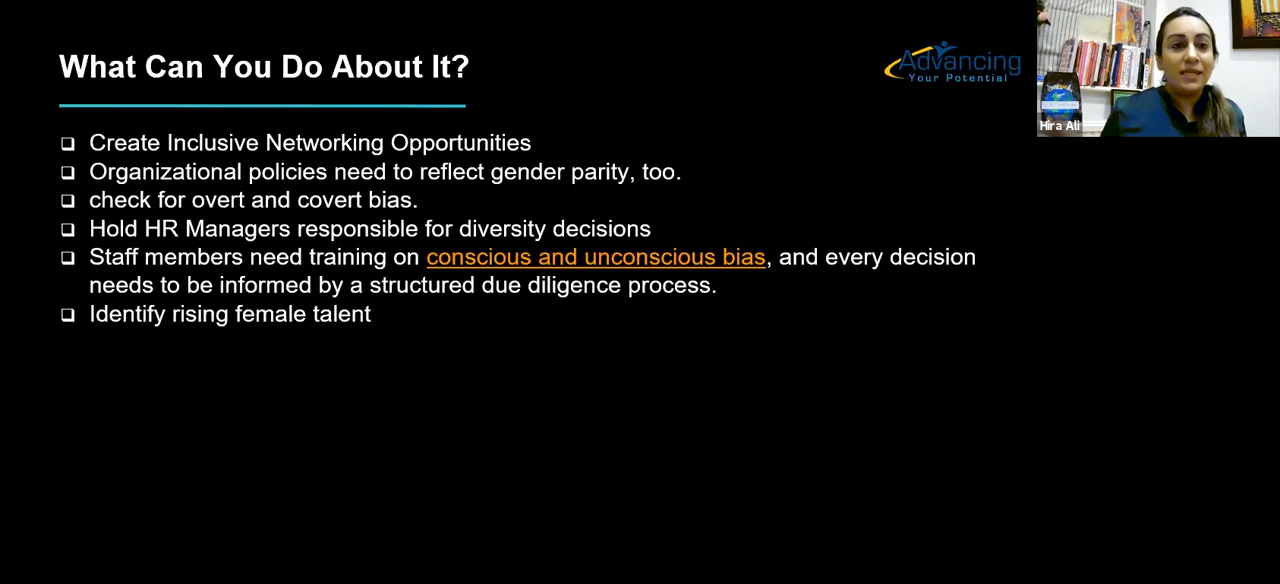 What Can You Do About It?
Advancing
Your Potential
Hira Ali
Create Inclusive Networking Opportunities
Organizational policies need to reflect gender parity, too.
check for overt and covert bias.
Hold HR Managers responsible for diversity decisions
Staff members need training on conscious and unconscious bias, and every decision
needs to be informed by a structured due diligence process.
Identify rising female talent